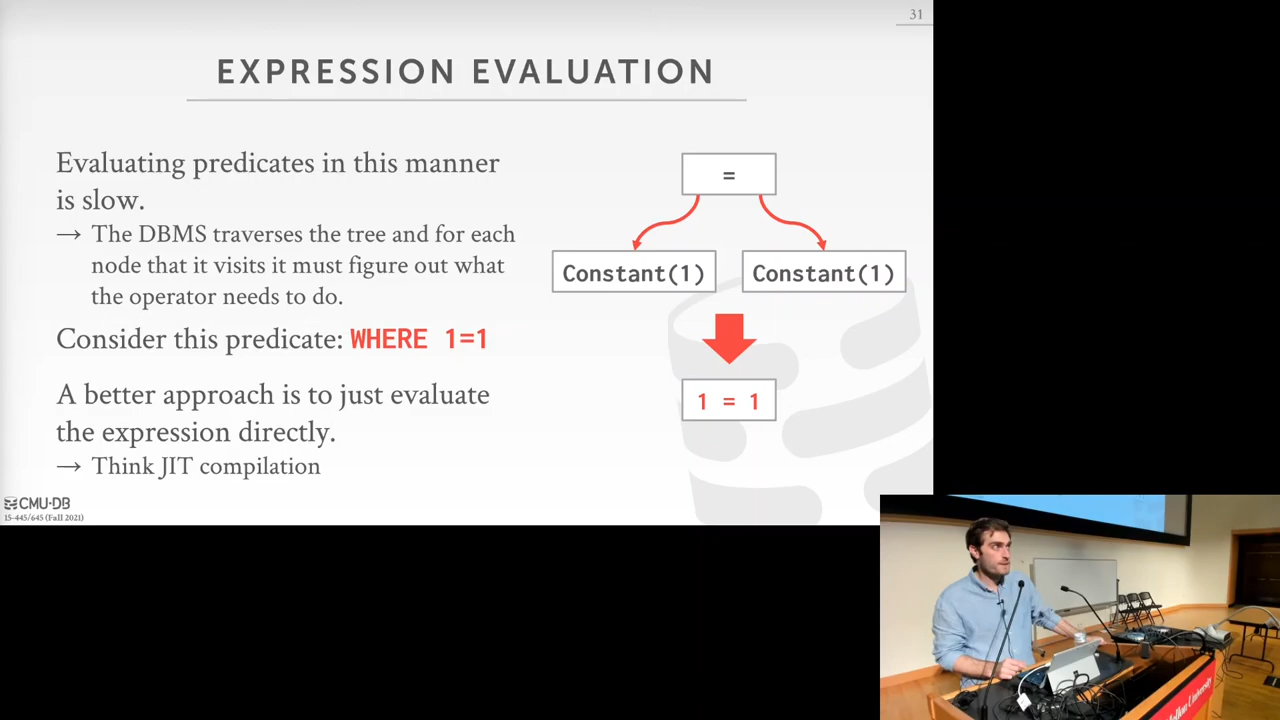 31
EXPRESSION EVALUATION
Evaluating predicates in this manner
is slow.
→ The DBMS traverses the tree and for each
node that it visits it must figure out what
the operator needs to do.
Consider this predicate: WHERE 1=1
A better approach is to just evaluate
the expression directly.
→ Think JIT compilation
=
Constant(1) Constant(1)
1 = 1
CMU·DB
15-445/645 (Fall 2021)
Mellon University